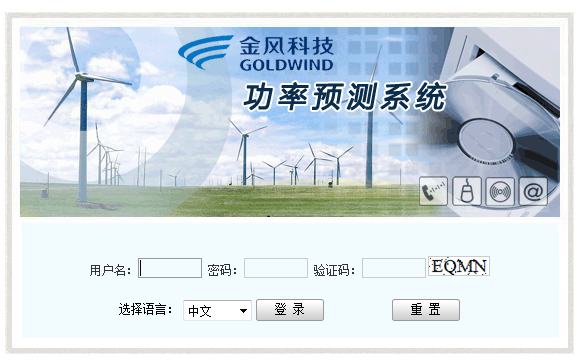 金风科技
GOLDWIND
功率预测系统
@
用户名: 密码: 验证码: EQMN
选择语言: 中文 登 录 重 置